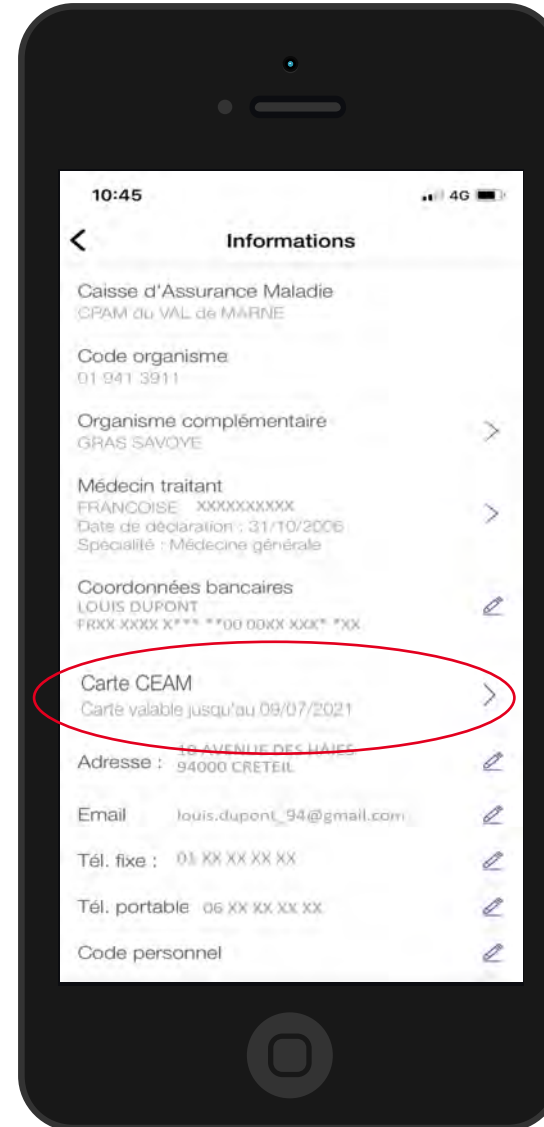 10:45 4G
Informations
Caisse d'Assurance Maladie
CPAM du VAL de MARNE
Code organisme
01 941 3911
Organisme complémentaire
GRAS SAVOYE
Médecin traitant
FRANCOISE XXXXXXXXXX
Date de déclaration : 31/10/2006
Spécialité : Médecine générale
Coordonnées bancaires
LOUIS DUPONT
FRXX XXXX X*** **00 00XX XXX* *XX
Carte CEAM
Carte valable jusqu'au 09/07/2021
Adresse : 10 AVENUE DES HAIES
94000 CRETEIL
Email louis.dupont_94@gmail.com
Tél. fixe : 01 XX XX XX XX
Tél. portable 06 XX XX XX XX
Code personnel